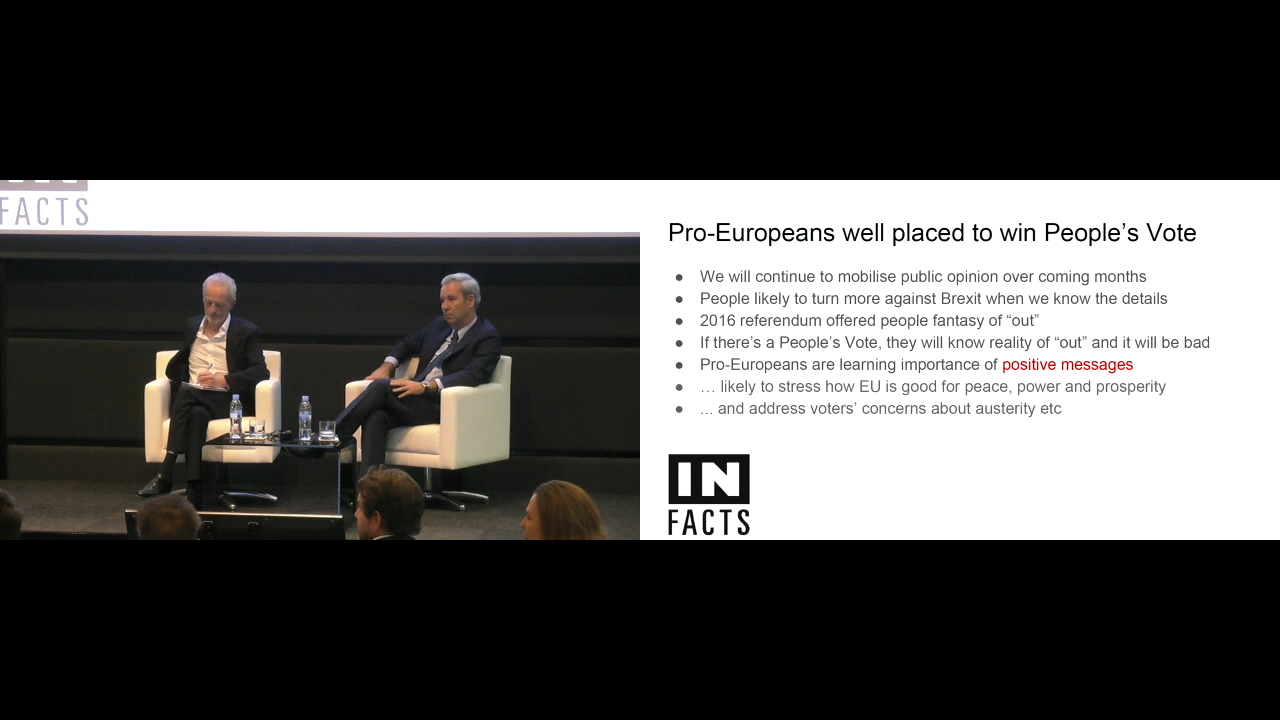 FACTS
Pro-Europeans well placed to win People’s Vote
● We will continue to mobilise public opinion over coming months
● People likely to turn more against Brexit when we know the details
● 2016 referendum offered people fantasy of “out”
● If there’s a People’s Vote, they will know reality of “out” and it will be bad
● Pro-Europeans are learning importance of positive messages
● … likely to stress how EU is good for peace, power and prosperity
● ... and address voters’ concerns about austerity etc
IN
FACTS